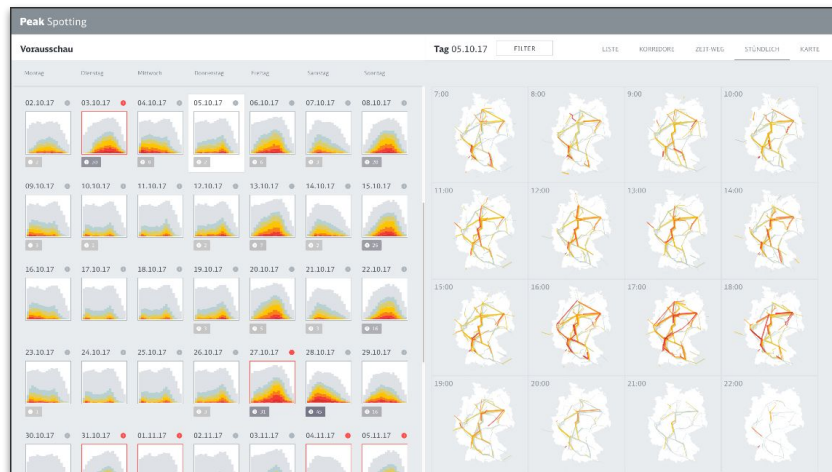 Peak Spotting
Vorausschau
Tag 05.10.17 FILTER LISTE KORRIDORE ZEIT-WEG STÜNDLICH KARTE
Montag Dienstag Mittwoch Donnerstag Freitag Samstag Sonntag
02.10.17 03.10.17 04.10.17 05.10.17 06.10.17 07.10.17 08.10.17
7:00 8:00 9:00 10:00
09.10.17 10.10.17 11.10.17 12.10.17 13.10.17 14.10.17 15.10.17
11:00 12:00 13:00 14:00
16.10.17 17.10.17 18.10.17 19.10.17 20.10.17 21.10.17 22.10.17
15:00 16:00 17:00 18:00
23.10.17 24.10.17 25.10.17 26.10.17 27.10.17 28.10.17 29.10.17
19:00 20:00 21:00 22:00
30.10.17 31.10.17 01.11.17 02.11.17 03.11.17 04.11.17 05.11.17